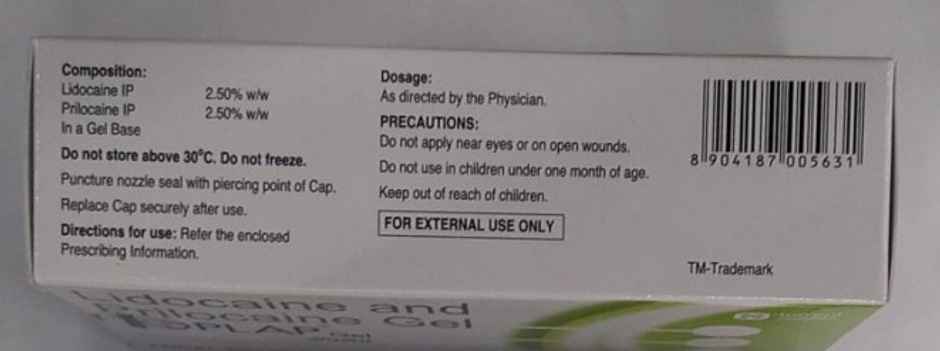 Composition:
Lidocaine IP 2.50% w/w
Prilocaine IP 2.50% w/w
In a Gel Base
Do not store above 30°C. Do not freeze.
Puncture nozzle seal with piercing point of Cap.
Replace Cap securely after use.
Directions for use: Refer the enclosed
Prescribing Information.
Dosage:
As directed by the Physician.
PRECAUTIONS:
Do not apply near eyes or on open wounds.
Do not use in children under one month of age.
Keep out of reach of children.
FOR EXTERNAL USE ONLY
8 904187 005631
TM-Trademark
Lidocaine and
Prilocaine Gel